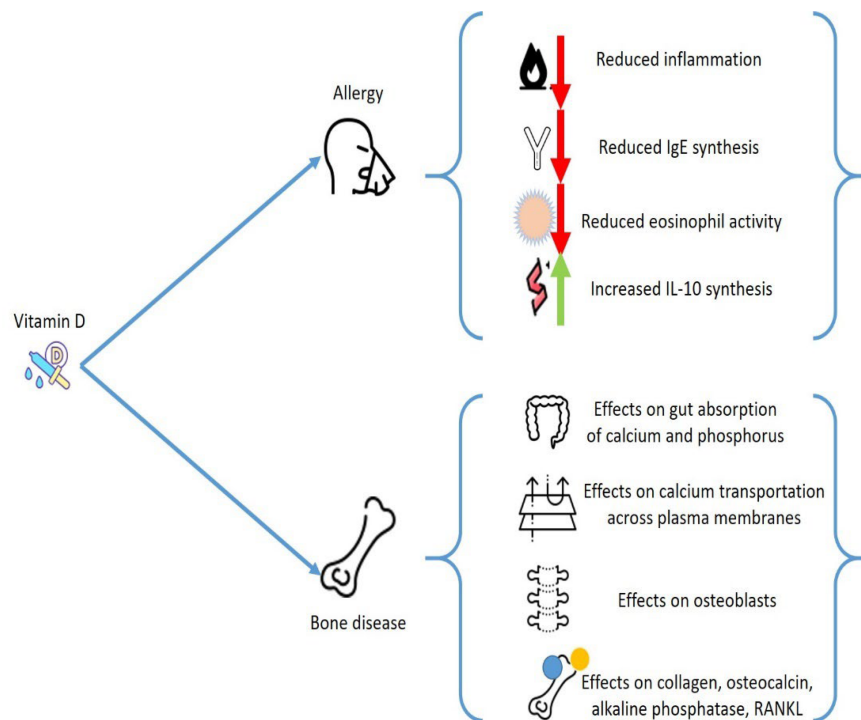 Reduced inflammation
Allergy
Reduced IgE synthesis
Reduced eosinophil activity
Increased IL-10 synthesis
Vitamin D
D
Effects on gut absorption
of calcium and phosphorus
Effects on calcium transportation
across plasma membranes
Effects on osteoblasts
Bone disease
Effects on collagen, osteocalcin,
alkaline phosphatase, RANKL